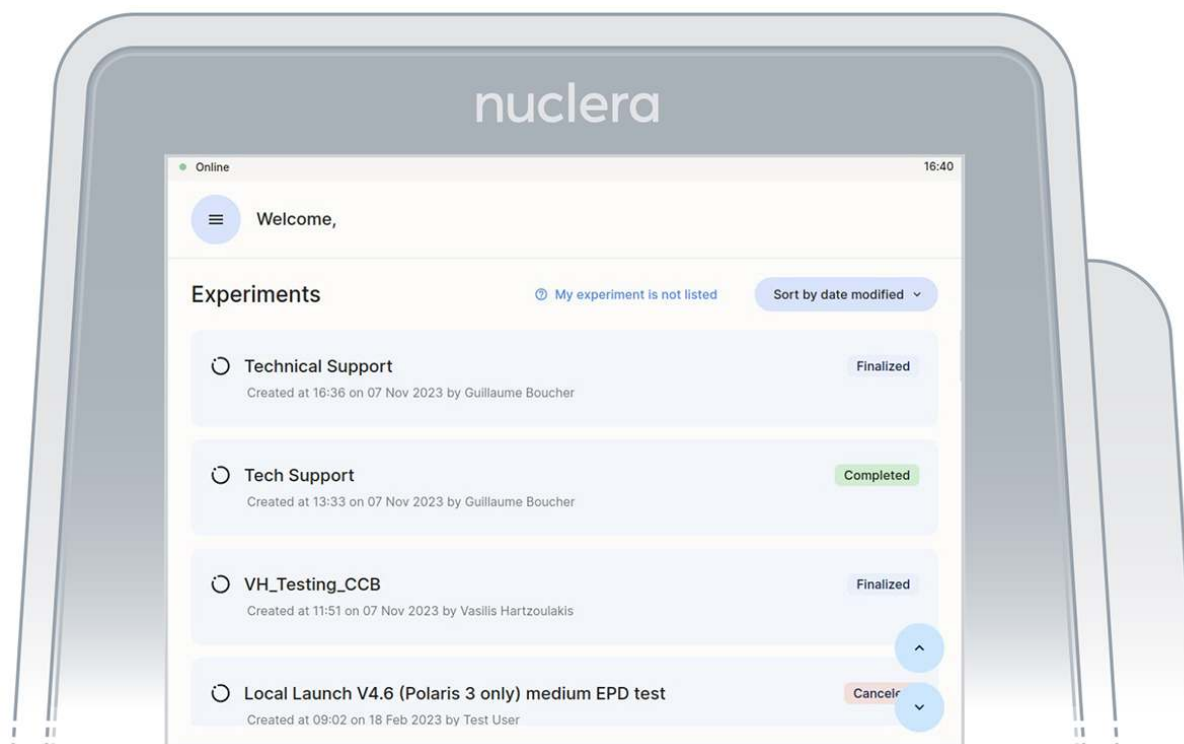 nuclera
Online 16:40
Welcome,
Experiments My experiment is not listed Sort by date modified
Technical Support Finalized
Created at 16:36 on 07 Nov 2023 by Guillaume Boucher
Tech Support Completed
Created at 13:33 on 07 Nov 2023 by Guillaume Boucher
VH_Testing_CCB Finalized
Created at 11:51 on 07 Nov 2023 by Vasilis Hartzoulakis
Local Launch V4.6 (Polaris 3 only) medium EPD test
Created at 09:02 on 18 Feb 2023 by Test User